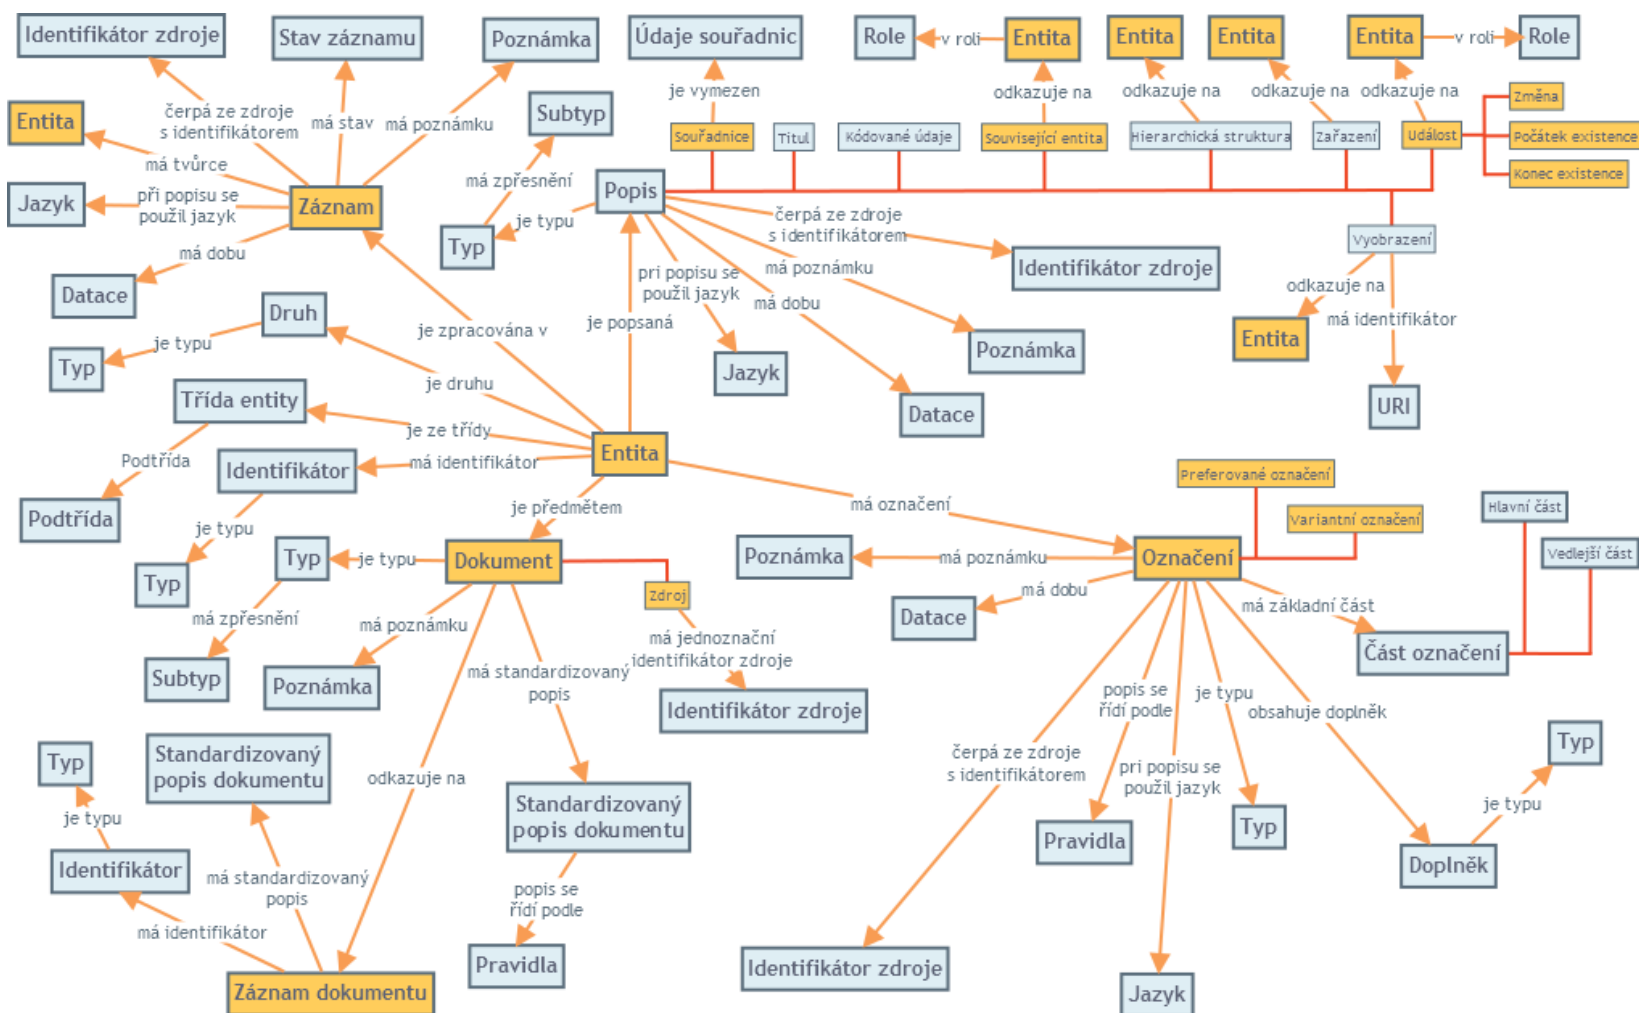 Identifikátor zdroje
Stav záznamu
Poznámka
Údaje souřadnic
Role
v roli
Entita
Entita
Entita
Entita
v roli
Role
je vymezen
odkazuje na
odkazuje na
odkazuje na
odkazuje na
Změna
Entita
čerpá ze zdroje
s identifikátorem
má stav
má poznámku
Subtyp
Souřadnice
Titul
Kódované údaje
Související entita
Hierarchická struktura
Zařazení
Událost
Počátek existence
má tvůrce
má zpřesnění
Konec existence
Jazyk
při popisu se
použil jazyk
Záznam
Popis
je typu
Typ
čerpá ze zdroje
s identifikátorem
Vyobrazení
má dobu
Datace
pri popisu se
použil jazyk
má poznámku
Identifikátor zdroje
odkazuje na
má dobu
Druh
je zpracována v
je popsaná
má identifikátor
Entita
je typu
Typ
Jazyk
Poznámka
je druhu
Třída entity
Datace
URI
je ze třídy
Entita
Podtřída
Identifikátor
má identifikátor
Preferované označení
Podtřída
je předmětem
má označení
Hlavní část
Variantní označení
je typu
Typ
Typ
je typu
Dokument
Poznámka
má poznámku
Označení
Vedlejší část
Zdroj
má dobu
Datace
má základní část
má zpřesnění
má poznámku
má jednoznační
identifikátor zdroje
Část označení
Subtyp
Poznámka
má standardizovaný
popis
Identifikátor zdroje
popis se
řídí podle
je typu
obsahuje doplněk
Typ
Typ
Standardizovaný
popis dokumentu
odkazuje na
čerpá ze zdroje
s identifikátorem
pri popisu se
použil jazyk
je typu
Standardizovaný
popis dokumentu
je typu
Pravidla
Typ
Identifikátor
má standardizovaný
popis
popis se
řídí podle
Doplněk
má identifikátor
Pravidla
Identifikátor zdroje
Záznam dokumentu
Jazyk